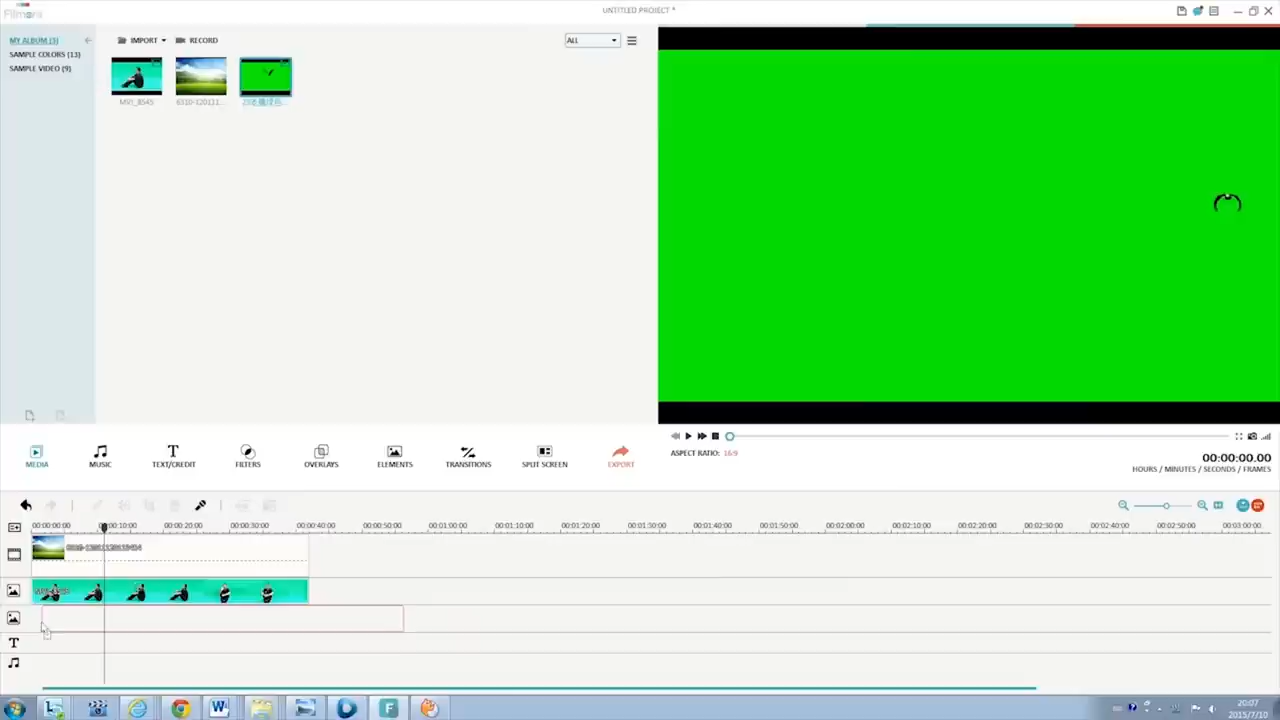 Filmora
UNTITLED PROJECT *
MY ALBUM (3)
SAMPLE COLORS (13)
SAMPLE VIDEO (9)
IMPORT
RECORD
ALL
MVI_8545
MEDIA
MUSIC
TEXT/CREDIT
FILTERS
OVERLAYS
ELEMENTS
TRANSITIONS
SPLIT SCREEN
EXPORT
ASPECT RATIO: 16:9
00:00:00.00
HOURS / MINUTES / SECONDS / FRAMES
00:00:00:00 00:00:10:00 00:00:20:00 00:00:30:00 00:00:40:00 00:00:50:00 00:01:00:00 00:01:10:00 00:01:20:00 00:01:30:00 00:01:40:00 00:01:50:00 00:02:00:00 00:02:10:00 00:02:20:00 00:02:30:00 00:02:40:00 00:02:50:00 00:03:00:00
T
20:07
2015/7/10